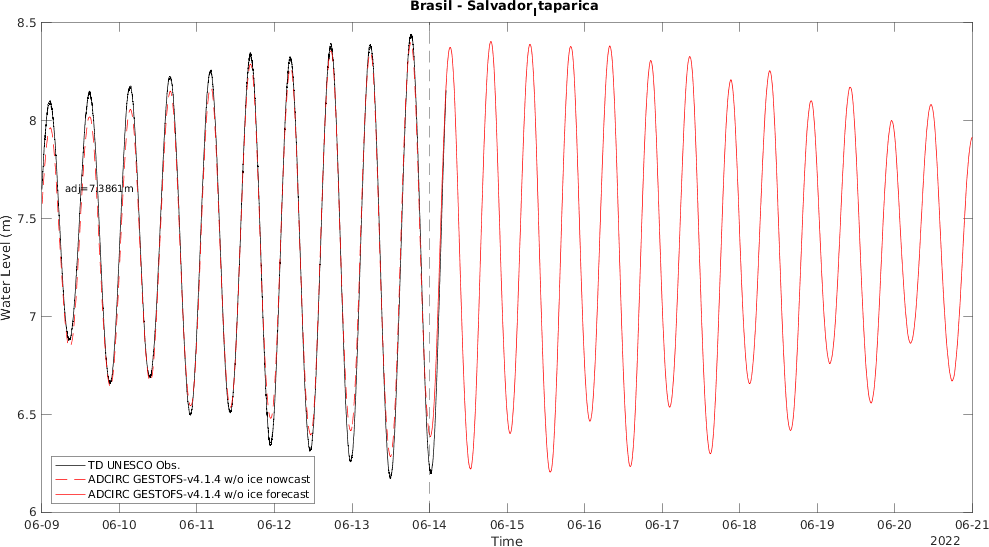 Brasil - Salvador_Itaparica
8.5
8
7.5
7
6.5
6
Water Level (m)
adj=7.3861m
TD UNESCO Obs.
ADCIRC GESTOFS-v4.1.4 w/o ice nowcast
ADCIRC GESTOFS-v4.1.4 w/o ice forecast
06-09 06-10 06-11 06-12 06-13 06-14 06-15 06-16 06-17 06-18 06-19 06-20 06-21
Time
2022